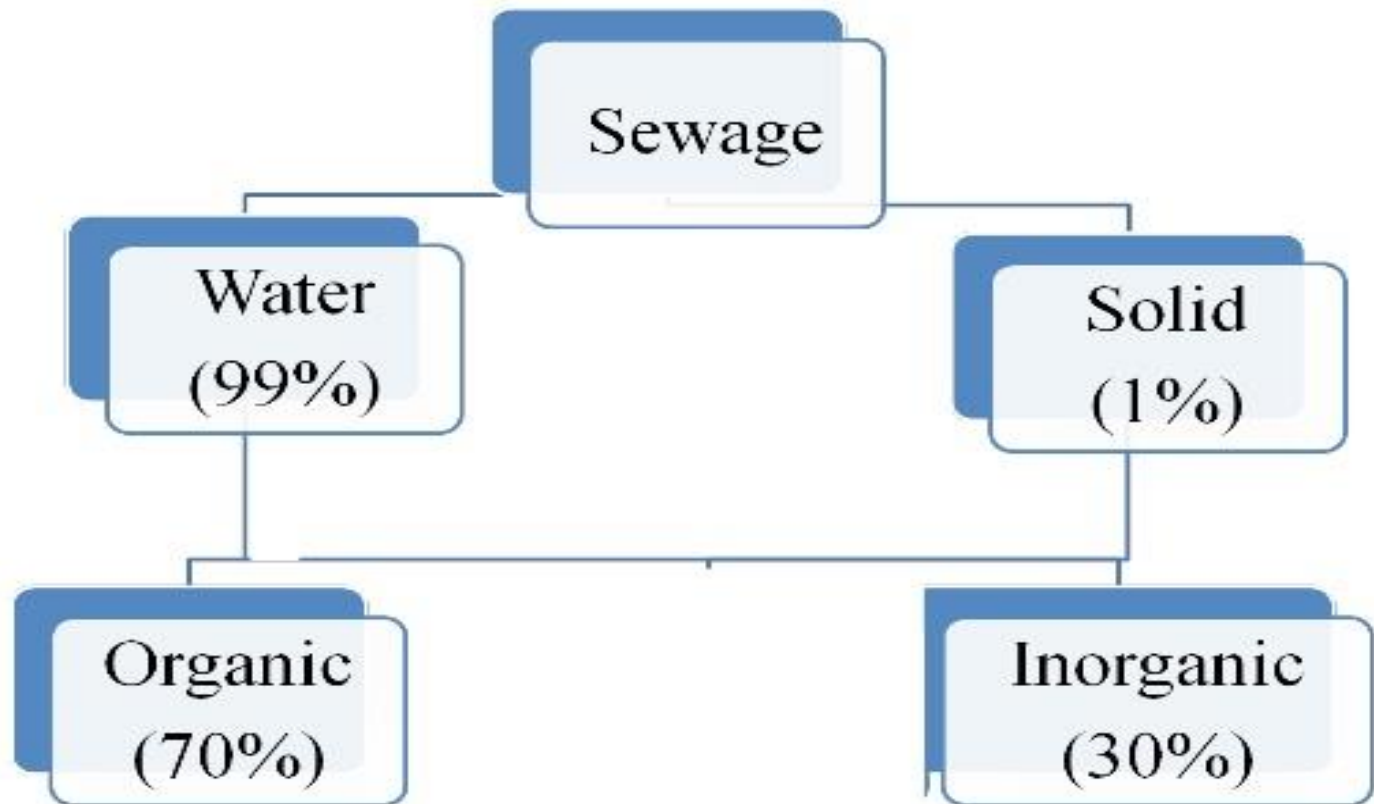 Sewage
Water
(99%)
Solid
(1%)
Organic
(70%)
Inorganic
(30%)